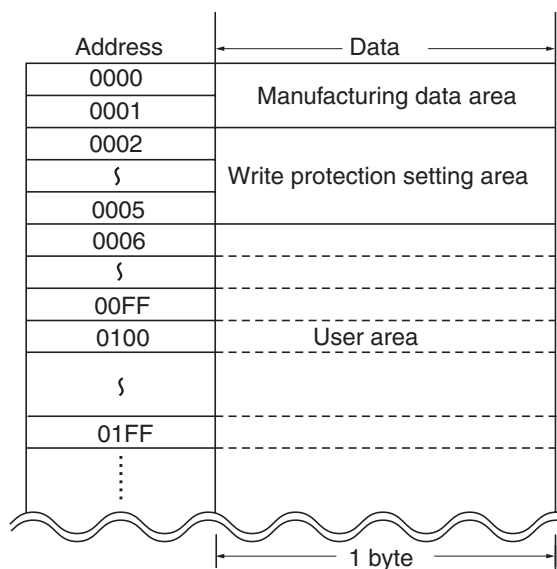 Address Data
0000
Manufacturing data area
0001
0002
Write protection setting area
0005
0006
00FF
0100 User area
01FF
1 byte